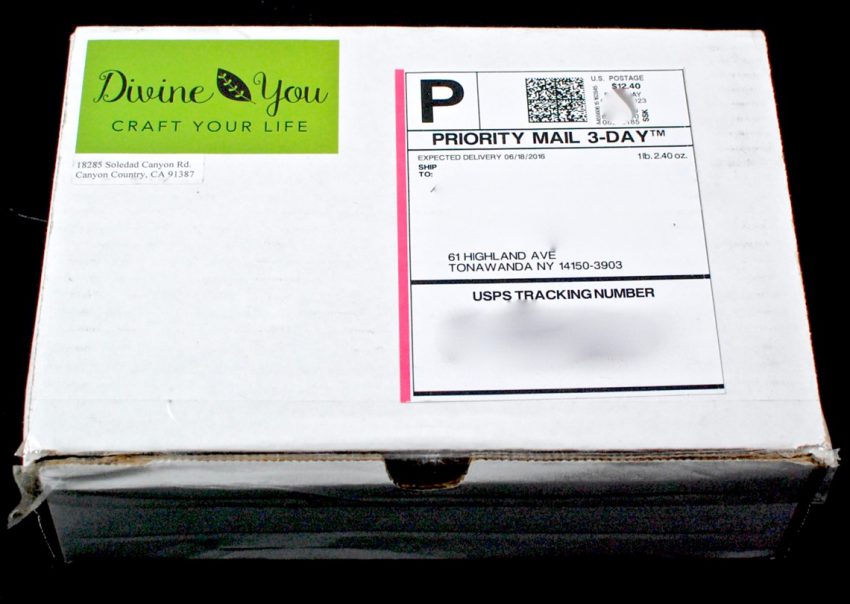 Divine You
CRAFT YOUR LIFE
18285 Soledad Canyon Rd.
Canyon Country, CA 91387
P
U.S. POSTAGE
$12.40
SSK
PRIORITY MAIL 3-DAY™
EXPECTED DELIVERY 06/18/2016
1lb. 2.40 oz.
SHIP
TO:
61 HIGHLAND AVE
TONAWANDA NY 14150-3903
USPS TRACKING NUMBER